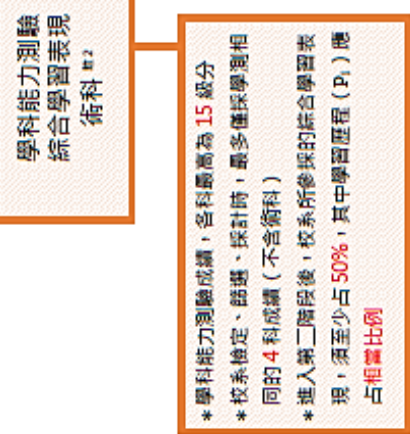 學科能力測驗
綜合學習表現
術科 註2
*學科能力測驗成績，各科最高為 15 級分
*校系檢定、篩選、採計時，最多僅採學測相
同的 4 科成績（不含術科）
*進入第二階段後，校系所參採的綜合學習表
現，須至少占 50%，其中學習歷程（P₁）應
占相當比例